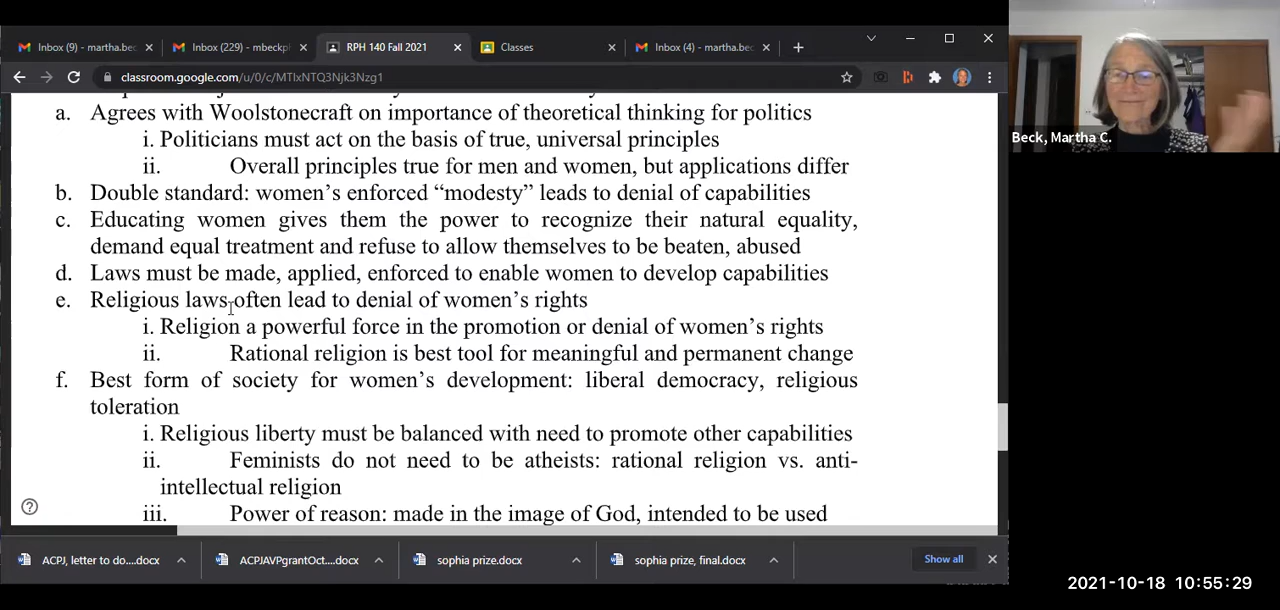 Inbox (9) - martha.bec
Inbox (229) - mbeckp
RPH 140 Fall 2021
Classes
Inbox (4) - martha.bec
classroom.google.com/u/0/c/MTIxNTQ3Njk3Nzg1
Beck, Martha C.
a. Agrees with Woolstonecraft on importance of theoretical thinking for politics
i. Politicians must act on the basis of true, universal principles
ii. Overall principles true for men and women, but applications differ
b. Double standard: women's enforced “modesty” leads to denial of capabilities
c. Educating women gives them the power to recognize their natural equality,
demand equal treatment and refuse to allow themselves to be beaten, abused
d. Laws must be made, applied, enforced to enable women to develop capabilities
e. Religious laws often lead to denial of women's rights
i. Religion a powerful force in the promotion or denial of women's rights
ii. Rational religion is best tool for meaningful and permanent change
f. Best form of society for women's development: liberal democracy, religious
toleration
i. Religious liberty must be balanced with need to promote other capabilities
ii. Feminists do not need to be atheists: rational religion vs. anti-
intellectual religion
iii. Power of reason: made in the image of God, intended to be used
ACPJ, letter to do....docx
ACPJAVPgrantOct....docx
sophia prize.docx
sophia prize, final.docx
Show all
2021-10-18 10:55:29